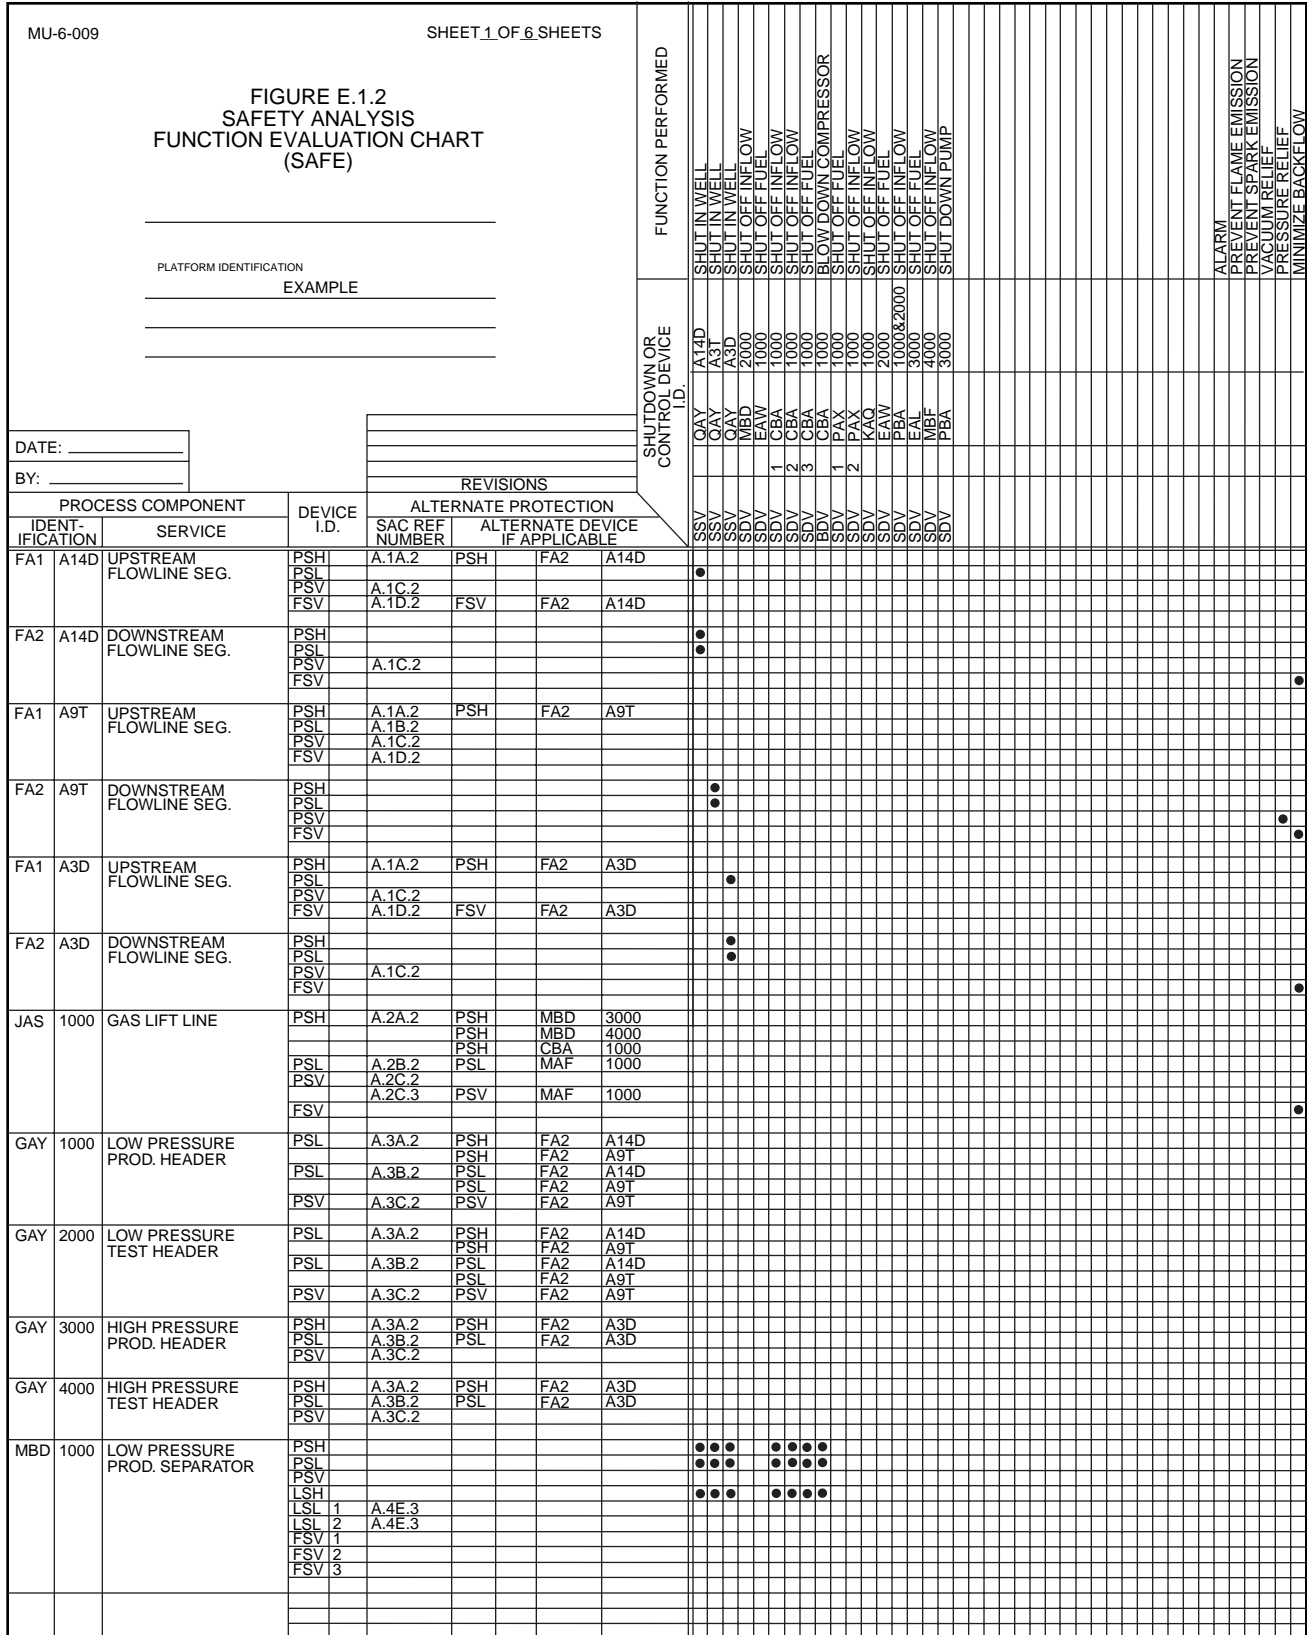 MU-6-009 SHEET 1 OF 6 SHEETS
FIGURE E.1.2
SAFETY ANALYSIS
FUNCTION EVALUATION CHART
(SAFE)
PLATFORM IDENTIFICATION
EXAMPLE
DATE:
BY:
REVISIONS
FUNCTION PERFORMED
SHUTDOWN OR
CONTROL DEVICE
I.D.
SSV QAY A14D SHUT IN WELL
SSV QAY A3T SHUT IN WELL
SSV QAY A3D SHUT IN WELL
SDV MBD 2000 SHUT OFF INFLOW
SDV EAW 1000 SHUT OFF FUEL
SDV 1 CBA 1000 SHUT OFF INFLOW
SDV 2 CBA 1000 SHUT OFF INFLOW
SDV 3 CBA 1000 SHUT OFF FUEL
BDV CBA 1000 BLOW DOWN COMPRESSOR
SDV 1 PAX 1000 SHUT OFF FUEL
SDV 2 PAX 1000 SHUT OFF INFLOW
SDV KAQ 1000 SHUT OFF INFLOW
SDV EAW 2000 SHUT OFF FUEL
SDV PBA 1000&2000 SHUT OFF INFLOW
SDV EAL 3000 SHUT OFF FUEL
SDV MBF 4000 SHUT OFF INFLOW
SDV PBA 3000 SHUT DOWN PUMP
ALARM
PREVENT FLAME EMISSION
PREVENT SPARK EMISSION
VACUUM RELIEF
PRESSURE RELIEF
MINIMIZE BACKFLOW
PROCESS COMPONENT
IDENT-
IFICATION
SERVICE
DEVICE
I.D.
ALTERNATE PROTECTION
SAC REF
NUMBER
ALTERNATE DEVICE
IF APPLICABLE
FA1 A14D UPSTREAM PSH A.1A.2 PSH FA2 A14D
FLOWLINE SEG. PSL
PSV A.1C.2
FSV A.1D.2 FSV FA2 A14D
FA2 A14D DOWNSTREAM PSH
FLOWLINE SEG. PSL
PSV A.1C.2
FSV
FA1 A9T UPSTREAM PSH A.1A.2 PSH FA2 A9T
FLOWLINE SEG. PSL A.1B.2
PSV A.1C.2
FSV A.1D.2
FA2 A9T DOWNSTREAM PSH
FLOWLINE SEG. PSL
PSV
FSV
FA1 A3D UPSTREAM PSH A.1A.2 PSH FA2 A3D
FLOWLINE SEG. PSL
PSV A.1C.2
FSV A.1D.2 FSV FA2 A3D
FA2 A3D DOWNSTREAM PSH
FLOWLINE SEG. PSL
PSV A.1C.2
FSV
JAS 1000 GAS LIFT LINE PSH A.2A.2 PSH MBD 3000
PSH MBD 4000
PSH CBA 1000
PSL A.2B.2 PSL MAF 1000
PSV A.2C.2
A.2C.3 PSV MAF 1000
FSV
GAY 1000 LOW PRESSURE PSL A.3A.2 PSH FA2 A14D
PROD. HEADER PSH FA2 A9T
PSL A.3B.2 PSL FA2 A14D
PSL FA2 A9T
PSV A.3C.2 PSV FA2 A9T
GAY 2000 LOW PRESSURE PSL A.3A.2 PSH FA2 A14D
TEST HEADER PSH FA2 A9T
PSL A.3B.2 PSL FA2 A14D
PSL FA2 A9T
PSV A.3C.2 PSV FA2 A9T
GAY 3000 HIGH PRESSURE PSH A.3A.2 PSH FA2 A3D
PROD. HEADER PSL A.3B.2 PSL FA2 A3D
PSV A.3C.2
GAY 4000 HIGH PRESSURE PSH A.3A.2 PSH FA2 A3D
TEST HEADER PSL A.3B.2 PSL FA2 A3D
PSV A.3C.2
MBD 1000 LOW PRESSURE PSH
PROD. SEPARATOR PSL
PSV
LSH
LSL 1 A.4E.3
LSL 2 A.4E.3
FSV 1
FSV 2
FSV 3